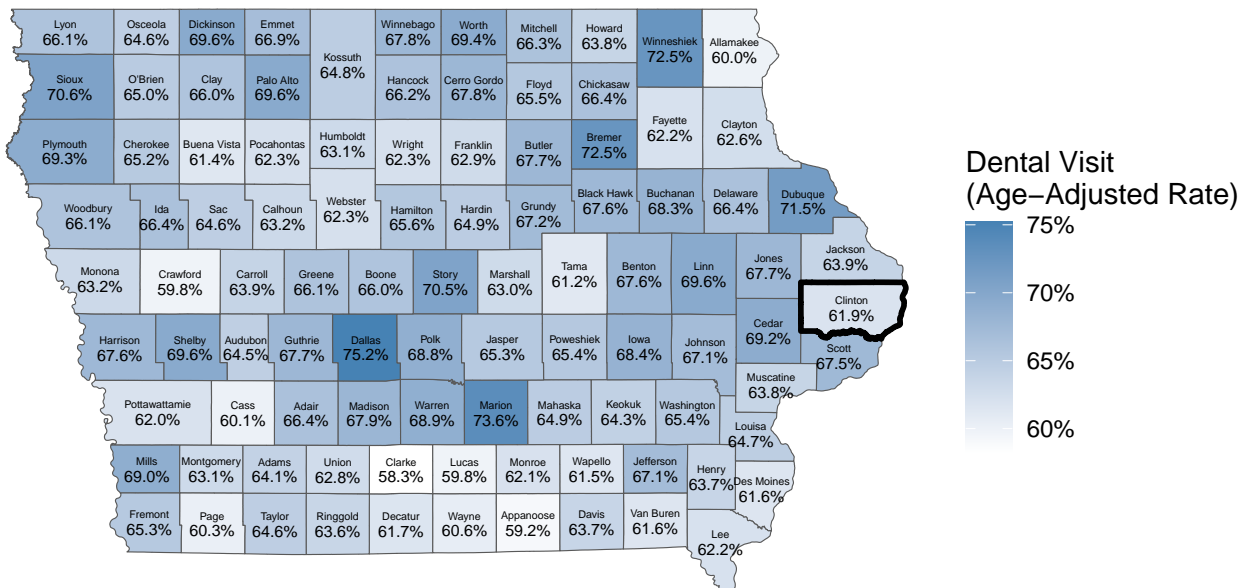 Lyon
66.1%
Osceola
64.6%
Dickinson
69.6%
Emmet
66.9%
Kossuth
64.8%
Winnebago
67.8%
Worth
69.4%
Mitchell
66.3%
Howard
63.8%
Winneshiek
72.5%
Allamakee
60.0%
Sioux
70.6%
O'Brien
65.0%
Clay
66.0%
Palo Alto
69.6%
Hancock
66.2%
Cerro Gordo
67.8%
Floyd
65.5%
Chickasaw
66.4%
Fayette
62.2%
Clayton
62.6%
Plymouth
69.3%
Cherokee
65.2%
Buena Vista
61.4%
Pocahontas
62.3%
Humboldt
63.1%
Wright
62.3%
Franklin
62.9%
Butler
67.7%
Bremer
72.5%
Woodbury
66.1%
Ida
66.4%
Sac
64.6%
Calhoun
63.2%
Webster
62.3%
Hamilton
65.6%
Hardin
64.9%
Grundy
67.2%
Black Hawk
67.6%
Buchanan
68.3%
Delaware
66.4%
Dubuque
71.5%
Monona
63.2%
Crawford
59.8%
Carroll
63.9%
Greene
66.1%
Boone
66.0%
Story
70.5%
Marshall
63.0%
Tama
61.2%
Benton
67.6%
Linn
69.6%
Jones
67.7%
Jackson
63.9%
Clinton
61.9%
Harrison
67.6%
Shelby
69.6%
Audubon
64.5%
Guthrie
67.7%
Dallas
75.2%
Polk
68.8%
Jasper
65.3%
Poweshiek
65.4%
Iowa
68.4%
Johnson
67.1%
Cedar
69.2%
Scott
67.5%
Muscatine
63.8%
Pottawattamie
62.0%
Cass
60.1%
Adair
66.4%
Madison
67.9%
Warren
68.9%
Marion
73.6%
Mahaska
64.9%
Keokuk
64.3%
Washington
65.4%
Louisa
64.7%
Mills
69.0%
Montgomery
63.1%
Adams
64.1%
Union
62.8%
Clarke
58.3%
Lucas
59.8%
Monroe
62.1%
Wapello
61.5%
Jefferson
67.1%
Henry
63.7%
Des Moines
61.6%
Fremont
65.3%
Page
60.3%
Taylor
64.6%
Ringgold
63.6%
Decatur
61.7%
Wayne
60.6%
Appanoose
59.2%
Davis
63.7%
Van Buren
61.6%
Lee
62.2%
Dental Visit
(Age−Adjusted Rate)
75%
70%
65%
60%